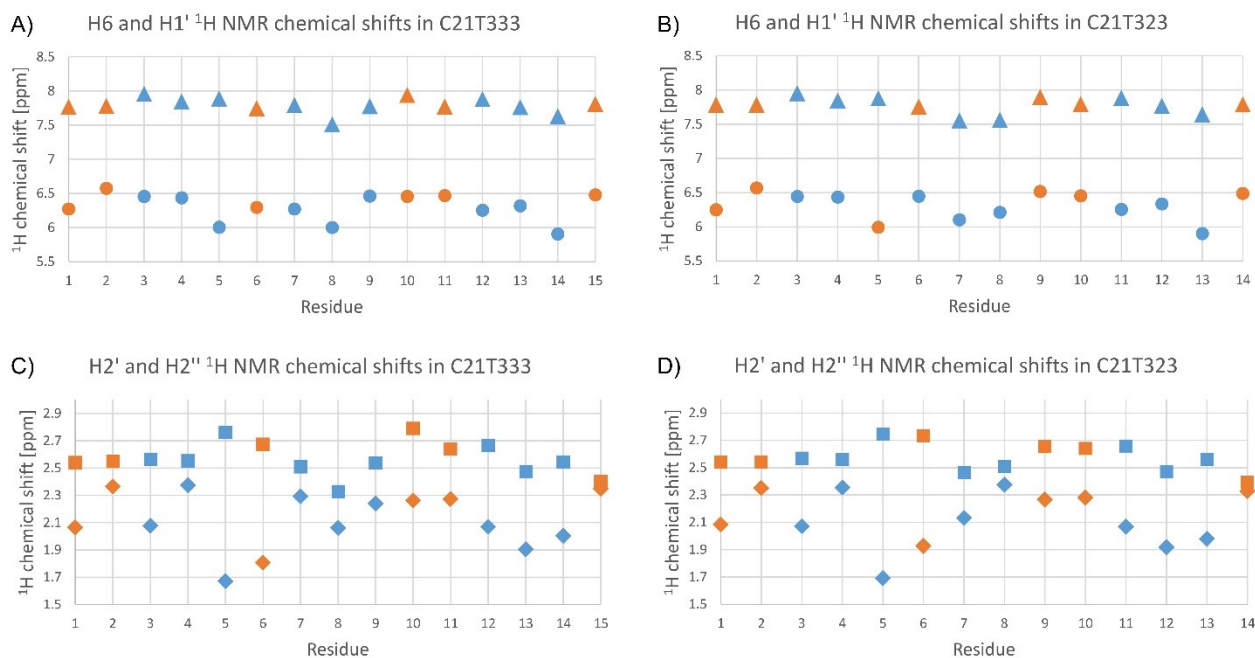 A) H6 and H1' ¹H NMR chemical shifts in C21T333
¹H chemical shift [ppm]
8.5
8
7.5
7
6.5
6
5.5
1 2 3 4 5 6 7 8 9 10 11 12 13 14 15
Residue
B) H6 and H1' ¹H NMR chemical shifts in C21T323
¹H chemical shift [ppm]
8.5
8
7.5
7
6.5
6
5.5
1 2 3 4 5 6 7 8 9 10 11 12 13 14
Residue
C) H2' and H2'' ¹H NMR chemical shifts in C21T333
¹H chemical shift [ppm]
2.9
2.7
2.5
2.3
2.1
1.9
1.7
1.5
1 2 3 4 5 6 7 8 9 10 11 12 13 14 15
Residue
D) H2' and H2'' ¹H NMR chemical shifts in C21T323
¹H chemical shift [ppm]
2.9
2.7
2.5
2.3
2.1
1.9
1.7
1.5
1 2 3 4 5 6 7 8 9 10 11 12 13 14
Residue